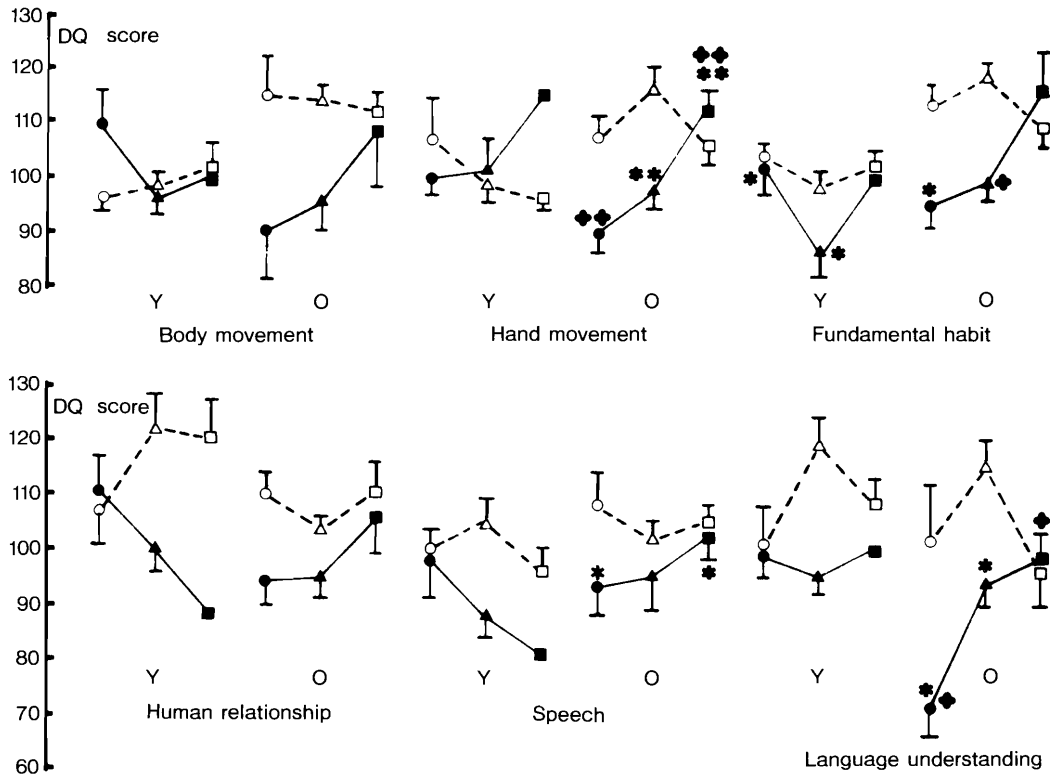 130
DQ score
120
110
100
90
80
Y O Y O Y O
Body movement Hand movement Fundamental habit
130
DQ score
120
110
100
90
80
70
60
Y O Y O Y O
Human relationship Speech
Language understanding